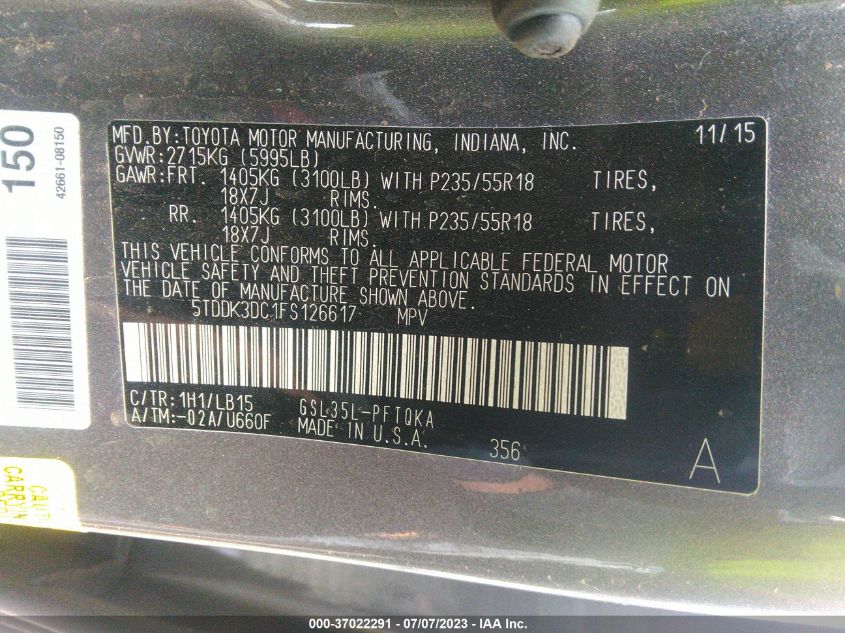 MFD.BY:TOYOTA MOTOR MANUFACTURING, INDIANA, INC. 11/15
GVWR:2715KG (5995LB)
GAWR:FRT. 1405KG (3100LB) WITH P235/55R18 TIRES,
18X7J RIMS.
RR. 1405KG (3100LB) WITH P235/55R18 TIRES,
18X7J RIMS.
THIS VEHICLE CONFORMS TO ALL APPLICABLE FEDERAL MOTOR
VEHICLE SAFETY AND THEFT PREVENTION STANDARDS IN EFFECT ON
THE DATE OF MANUFACTURE SHOWN ABOVE.
5TDDK3DC1FS126617 MPV
C/TR:1H1/LB15 GSL35L-PFTQKA
A/TM:-02A/U660F MADE IN U.S.A. 356 A
150
42661-08150
CAUT
CARRYIN
000-37022291 - 07/07/2023 - IAA Inc.